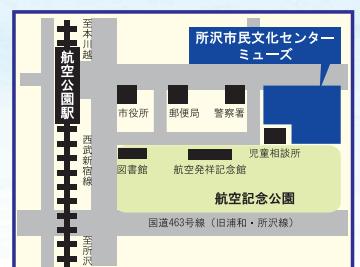 至本川越
所沢市民文化センター
ミューズ
航空公園駅
市役所
郵便局
警察署
西武新宿線
図書館
航空発祥記念館
児童相談所
航空記念公園
国道463号線（旧浦和・所沢線）
至所沢